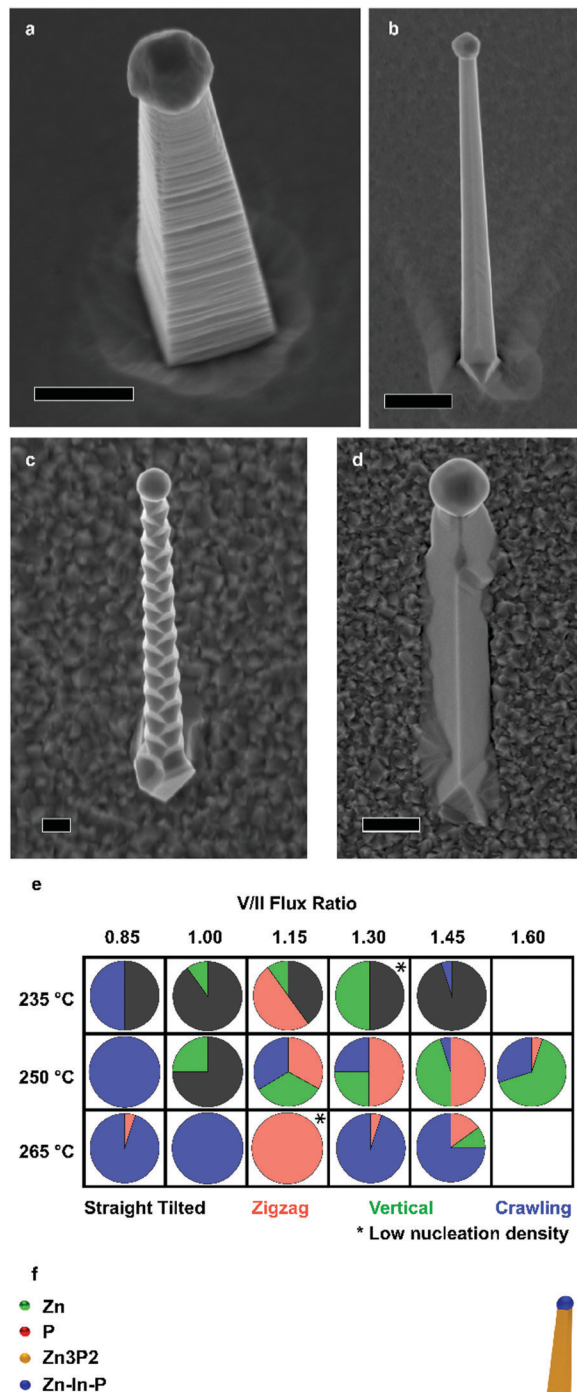 a
b
c
d
e
V/II Flux Ratio
0.85 1.00 1.15 1.30 1.45 1.60
235 °C
*
250 °C
265 °C
*
Straight Tilted Zigzag Vertical Crawling
* Low nucleation density
f
Zn
P
Zn3P2
Zn-In-P